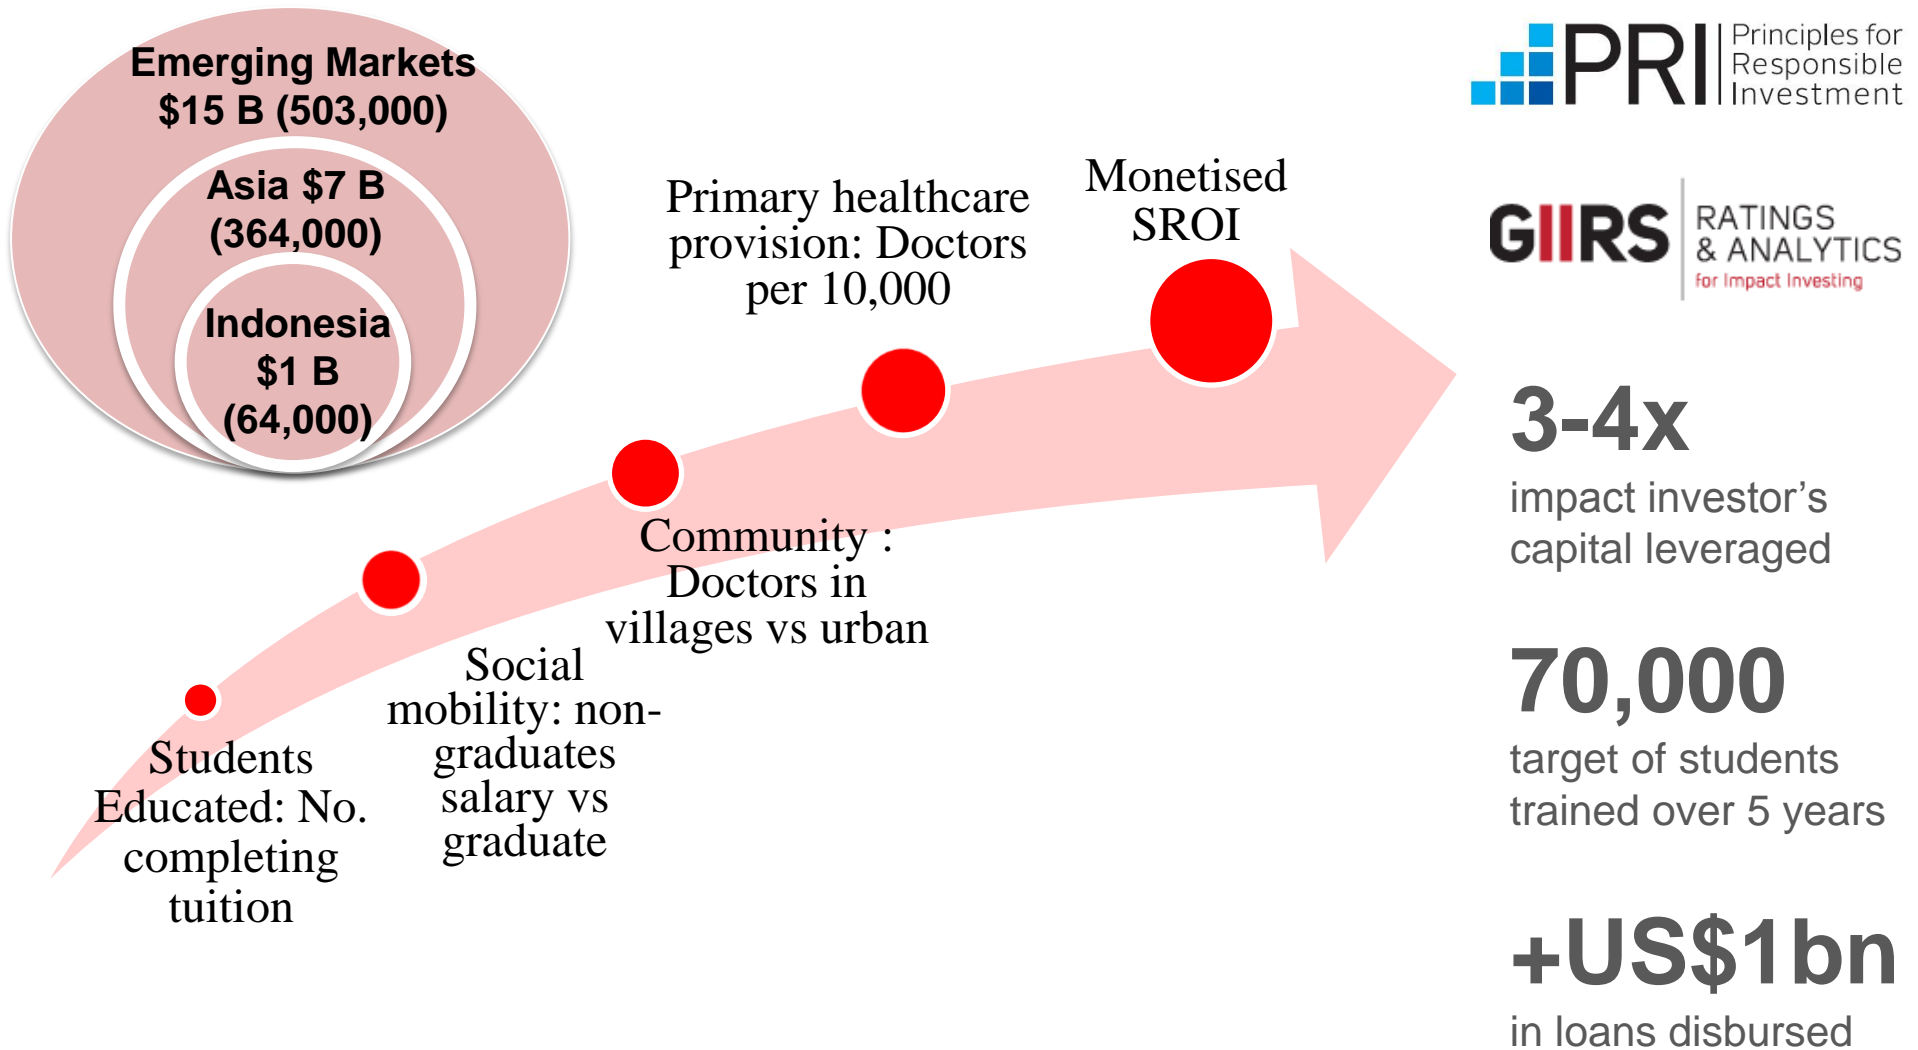 Emerging Markets
$15 B (503,000)
Asia $7 B
(364,000)
Indonesia
$1 B
(64,000)
Students
Educated: No.
completing
tuition
Social
mobility: non-
graduates
salary vs
graduate
Community :
Doctors in
villages vs urban
Primary healthcare
provision: Doctors
per 10,000
Monetised
SROI
PRI
Principles for
Responsible
Investment
GIIRS
RATINGS
& ANALYTICS
for Impact Investing
3-4x
impact investor’s
capital leveraged
70,000
target of students
trained over 5 years
+US$1bn
in loans disbursed